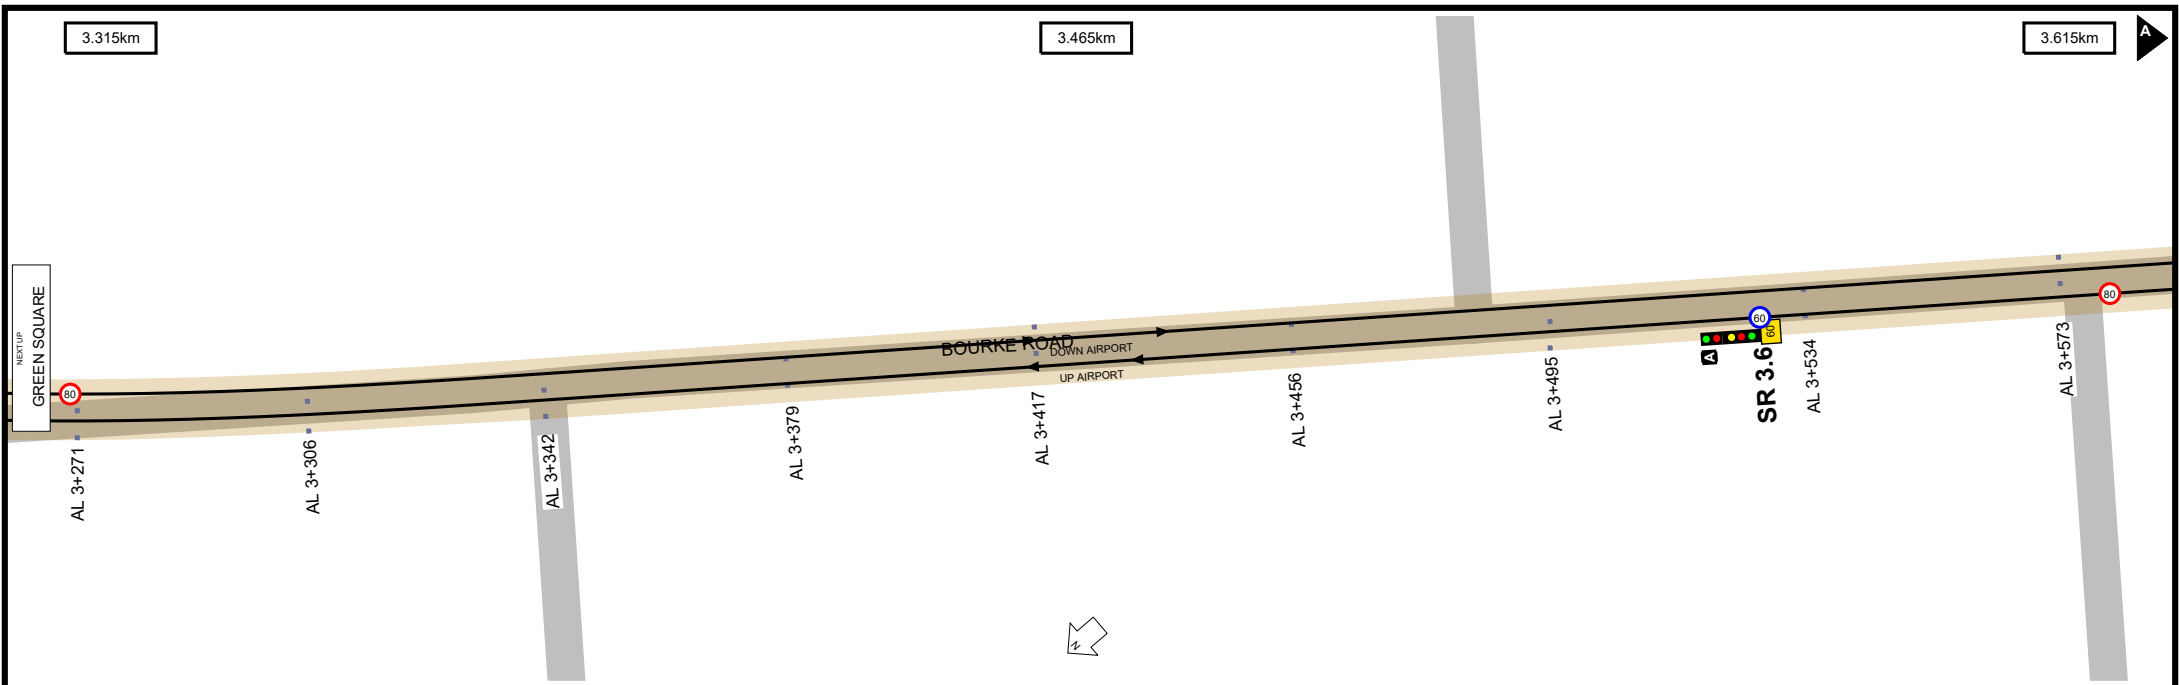 3.315km
3.465km
3.615km
A
NEXT UP
GREEN SQUARE
80
BOURKE ROAD
DOWN AIRPORT
UP AIRPORT
60
60
80
A
SR 3.6
AL 3+271
AL 3+306
AL 3+342
AL 3+379
AL 3+417
AL 3+456
AL 3+495
AL 3+534
AL 3+573
N